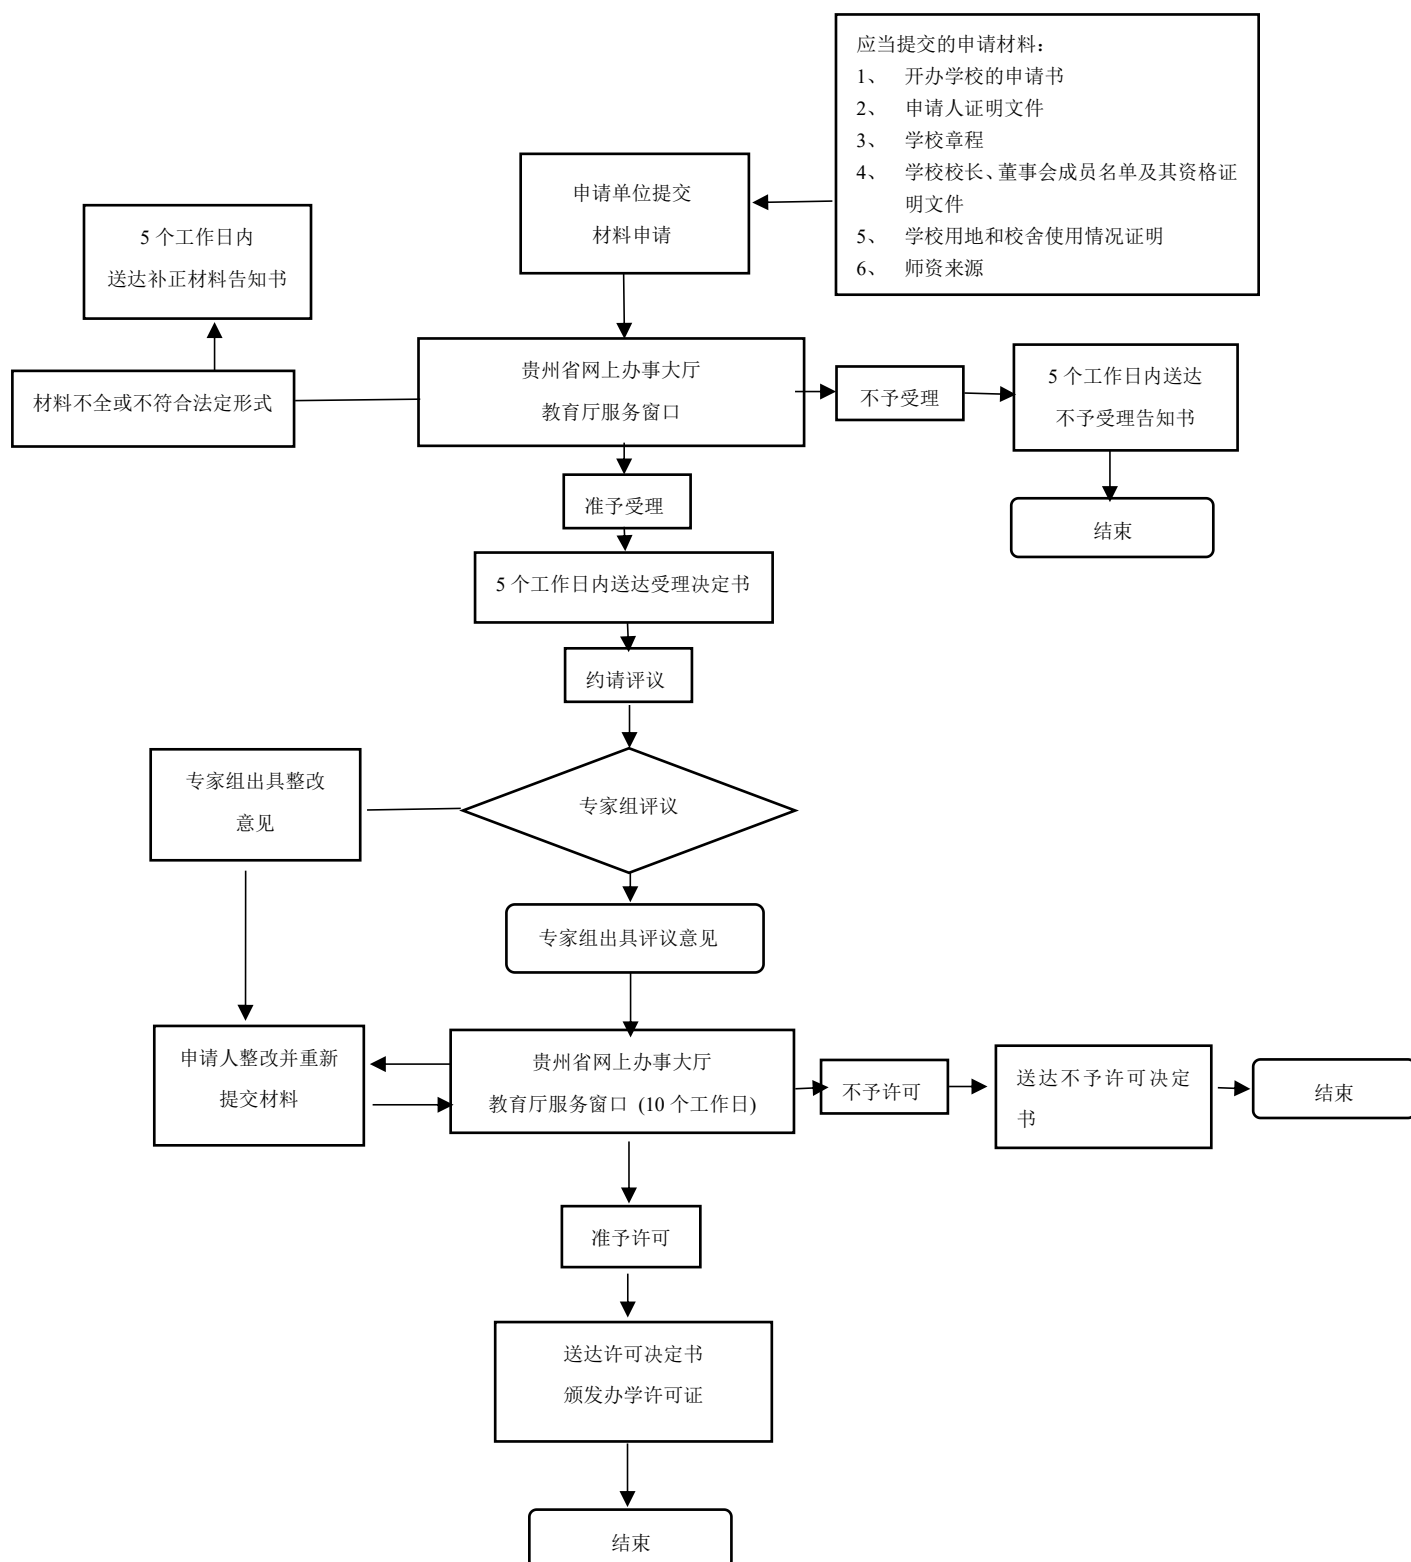 应当提交的申请材料：
1、 开办学校的申请书
2、 申请人证明文件
3、 学校章程
4、 学校校长、董事会成员名单及其资格证
明文件
5、 学校用地和校舍使用情况证明
6、 师资来源
申请单位提交
材料申请
5 个工作日内
送达补正材料告知书
材料不全或不符合法定形式
贵州省网上办事大厅
教育厅服务窗口
不予受理
5 个工作日内送达
不予受理告知书
结束
准予受理
5 个工作日内送达受理决定书
约请评议
专家组评议
专家组出具整改
意见
专家组出具评议意见
申请人整改并重新
提交材料
贵州省网上办事大厅
教育厅服务窗口 (10 个工作日)
不予许可
送达不予许可决定
书
结束
准予许可
送达许可决定书
颁发办学许可证
结束